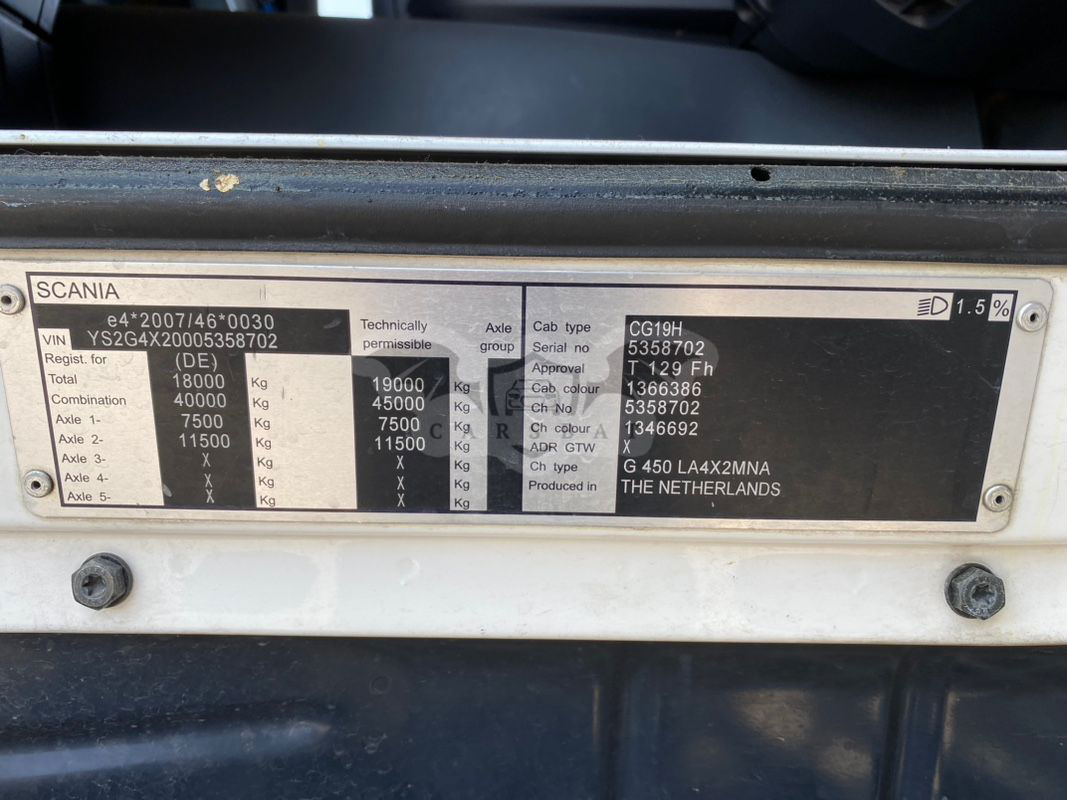 SCANIA
1.5 %
e4*2007/46*0030
VIN YS2G4X20005358702
Technically permissible
Axle group
Regist. for (DE)
Total 18000 Kg 19000 Kg
Combination 40000 Kg 45000 Kg
Axle 1- 7500 Kg 7500 Kg
Axle 2- 11500 Kg 11500 Kg
Axle 3- X Kg X Kg
Axle 4- X Kg X Kg
Axle 5- X Kg X Kg
Cab type CG19H
Serial no 5358702
Approval T 129 Fh
Cab colour 1366386
Ch No 5358702
Ch colour 1346692
ADR GTW X
Ch type G 450 LA4X2MNA
Produced in THE NETHERLANDS